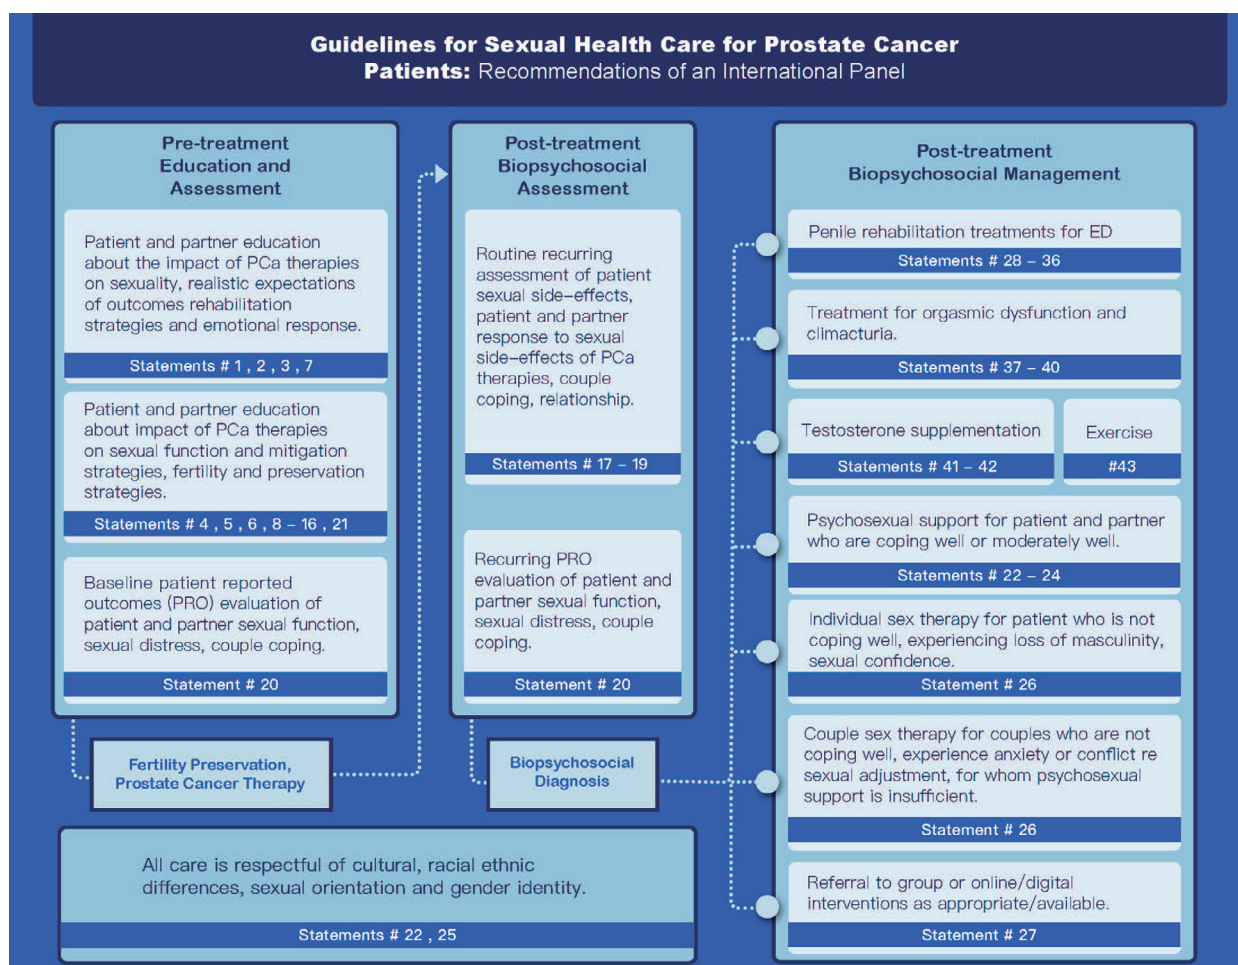 Guidelines for Sexual Health Care for Prostate Cancer
Patients: Recommendations of an International Panel
Pre-treatment
Education and
Assessment
Patient and partner education
about the impact of PCa therapies
on sexuality, realistic expectations
of outcomes rehabilitation
strategies and emotional response.
Statements # 1 , 2 , 3 , 7
Patient and partner education
about impact of PCa therapies
on sexual function and mitigation
strategies, fertility and preservation
strategies.
Statements # 4 , 5 , 6 , 8 – 16 , 21
Baseline patient reported
outcomes (PRO) evaluation of
patient and partner sexual function,
sexual distress, couple coping.
Statement # 20
Fertility Preservation,
Prostate Cancer Therapy
Post-treatment
Biopsychosocial
Assessment
Routine recurring
assessment of patient
sexual side–effects,
patient and partner
response to sexual
side–effects of PCa
therapies, couple
coping, relationship.
Statements # 17 – 19
Recurring PRO
evaluation of patient and
partner sexual function,
sexual distress, couple
coping.
Statement # 20
Biopsychosocial
Diagnosis
Post-treatment
Biopsychosocial Management
Penile rehabilitation treatments for ED
Statements # 28 – 36
Treatment for orgasmic dysfunction and
climacturia.
Statements # 37 – 40
Testosterone supplementation
Statements # 41 – 42
Exercise
#43
Psychosexual support for patient and partner
who are coping well or moderately well.
Statements # 22 – 24
Individual sex therapy for patient who is not
coping well, experiencing loss of masculinity,
sexual confidence.
Statement # 26
Couple sex therapy for couples who are not
coping well, experience anxiety or conflict re
sexual adjustment, for whom psychosexual
support is insufficient.
Statement # 26
Referral to group or online/digital
interventions as appropriate/available.
Statement # 27
All care is respectful of cultural, racial ethnic
differences, sexual orientation and gender identity.
Statements # 22 , 25